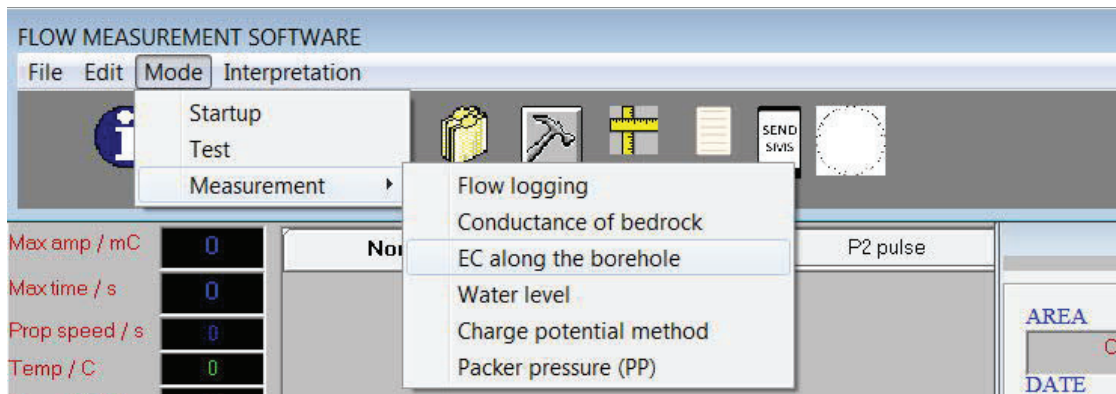 FLOW MEASUREMENT SOFTWARE
File Edit Mode Interpretation
Startup
Test
Measurement
SEND
SIVIS
Flow logging
Conductance of bedrock
EC along the borehole
Water level
Charge potential method
Packer pressure (PP)
Max amp / mC 0
Max time / s 0
Prop speed / s 0
Temp / C 0
P2 pulse
AREA
DATE